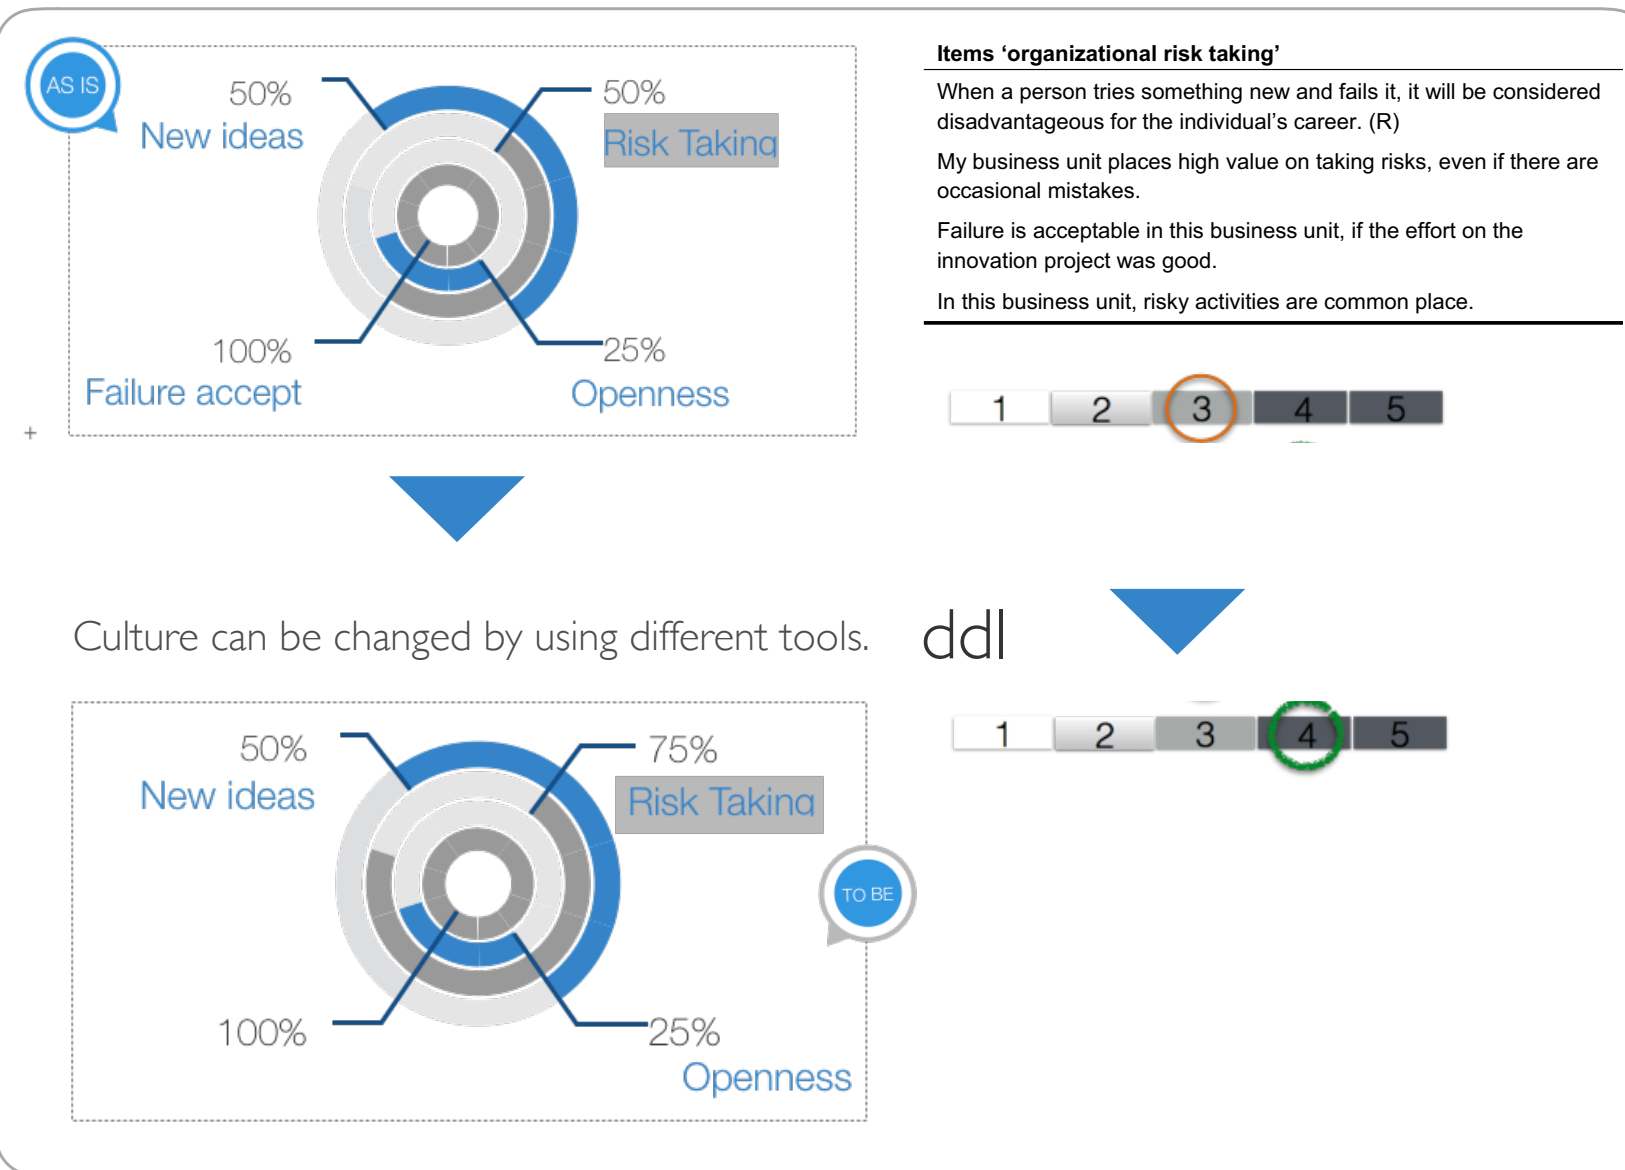 AS IS
50%
New ideas
50%
Risk Taking
100%
Failure accept
25%
Openness
+
Items ‘organizational risk taking’
When a person tries something new and fails it, it will be considered
disadvantageous for the individual’s career. (R)
My business unit places high value on taking risks, even if there are
occasional mistakes.
Failure is acceptable in this business unit, if the effort on the
innovation project was good.
In this business unit, risky activities are common place.
1 2 3 4 5
Culture can be changed by using different tools.
ddl
50%
New ideas
75%
Risk Taking
TO BE
100%
25%
Openness
1 2 3 4 5